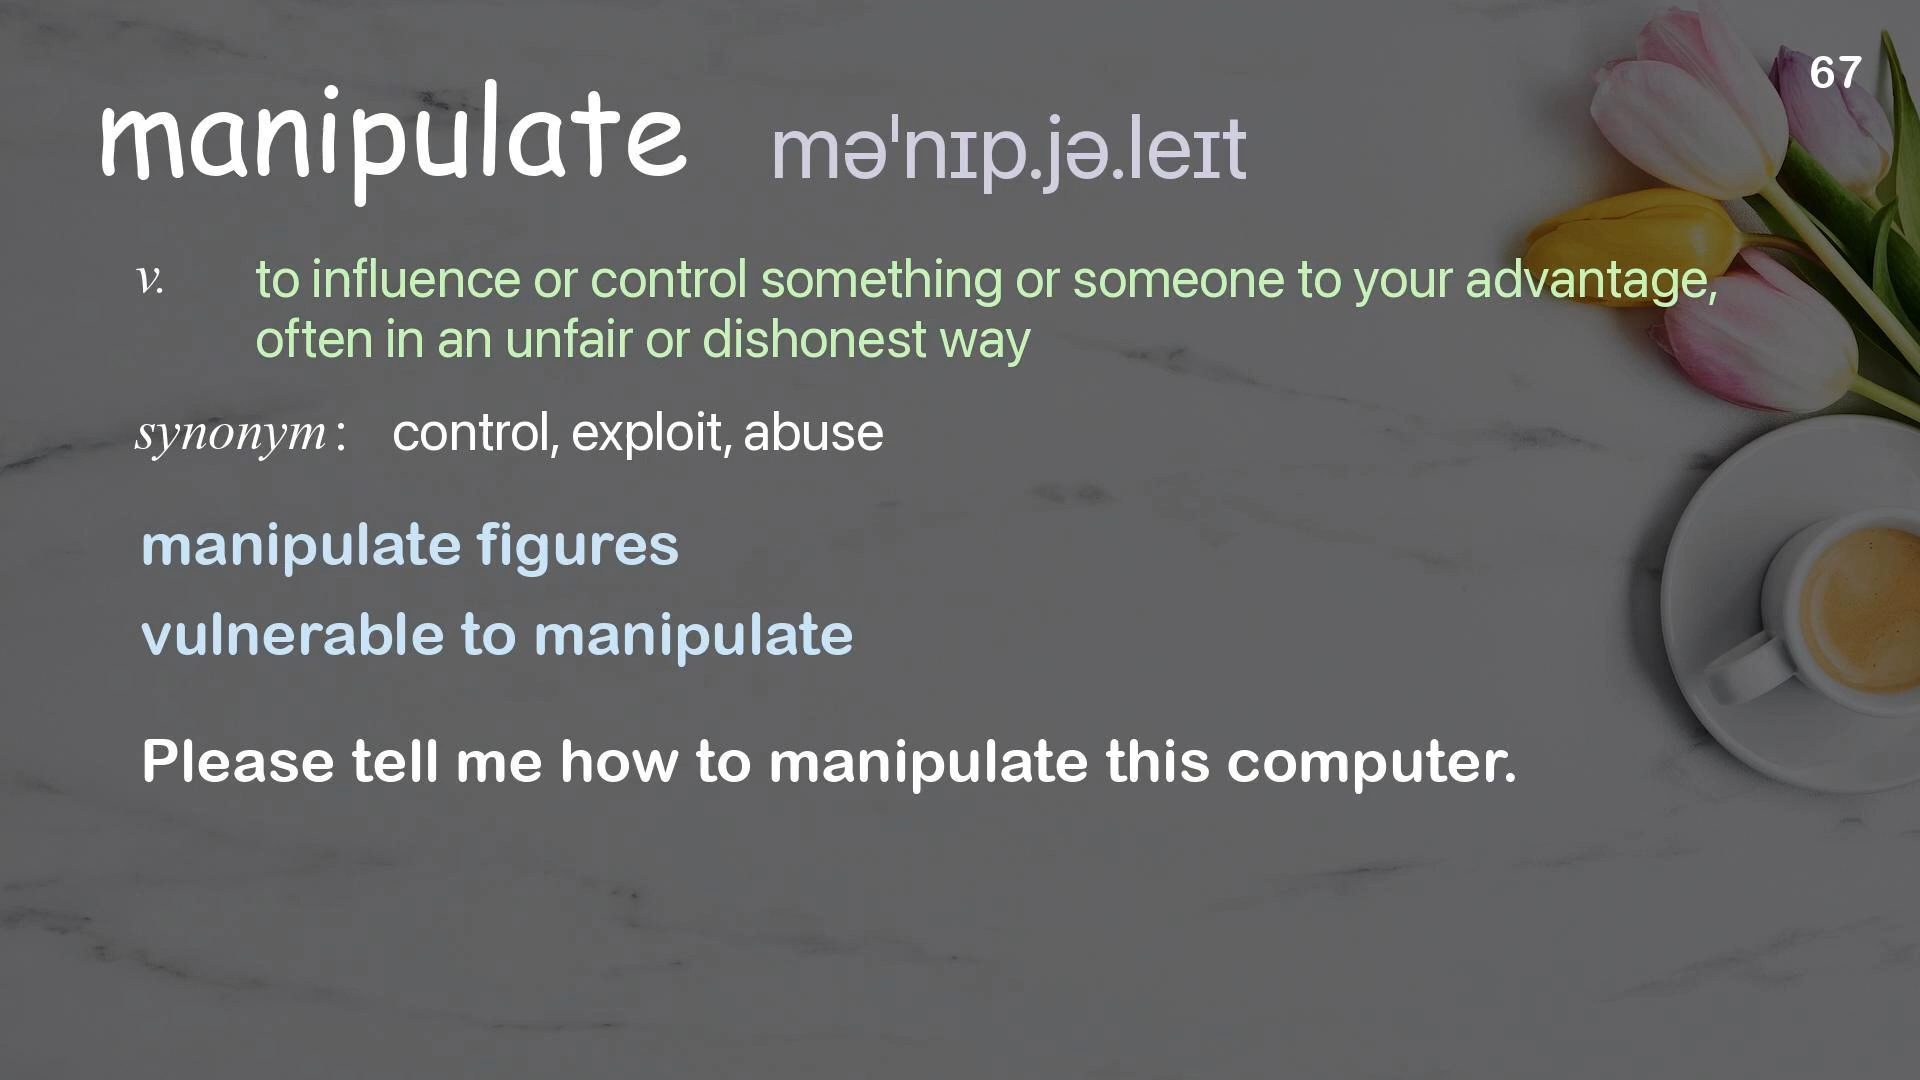 67
manipulate məˈnɪp.jə.leɪt
v. to influence or control something or someone to your advantage,
often in an unfair or dishonest way
synonym : control, exploit, abuse
manipulate figures
vulnerable to manipulate
Please tell me how to manipulate this computer.